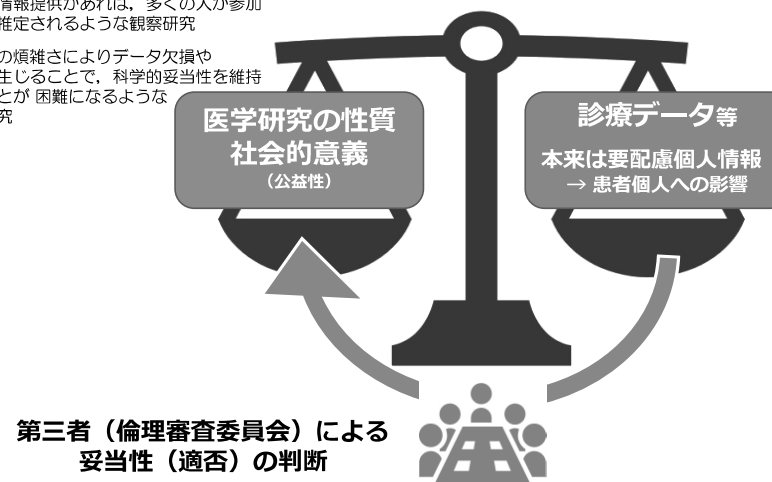 情報提供があれば，多くの人が参加
推定されるような観察研究
の煩雑さによりデータ欠損や
生じることで，科学的妥当性を維持
とが 困難になるような
究
医学研究の性質
社会的意義
（公益性）
診療データ等
本来は要配慮個人情報
→ 患者個人への影響
第三者（倫理審査委員会）による
妥当性（適否）の判断